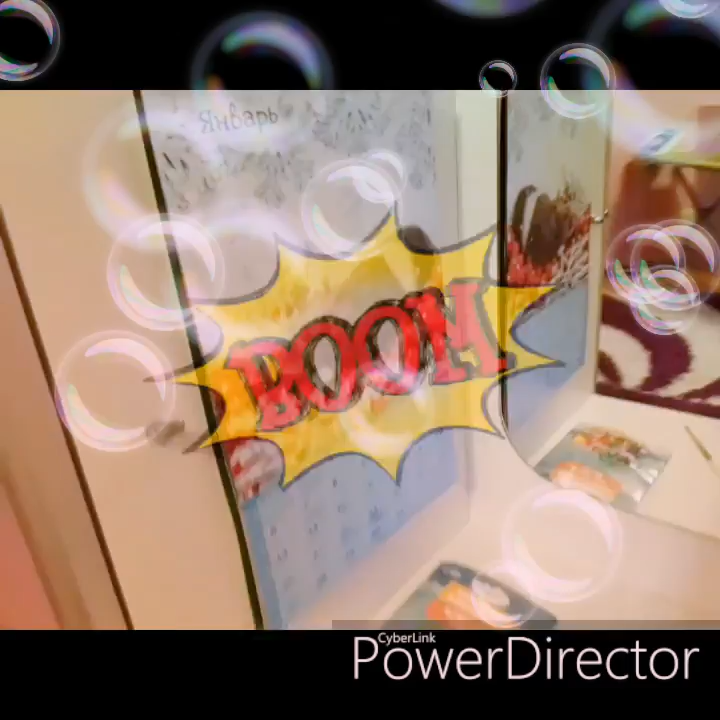 Январь
BOOM
CyberLink
PowerDirector